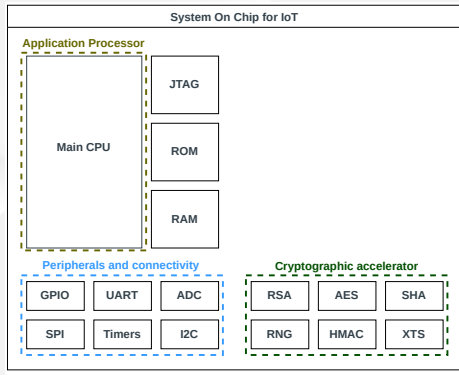 System On Chip for IoT
Application Processor
Main CPU
JTAG
ROM
RAM
Peripherals and connectivity
GPIO UART ADC
SPI Timers I2C
Cryptographic accelerator
RSA AES SHA
RNG HMAC XTS